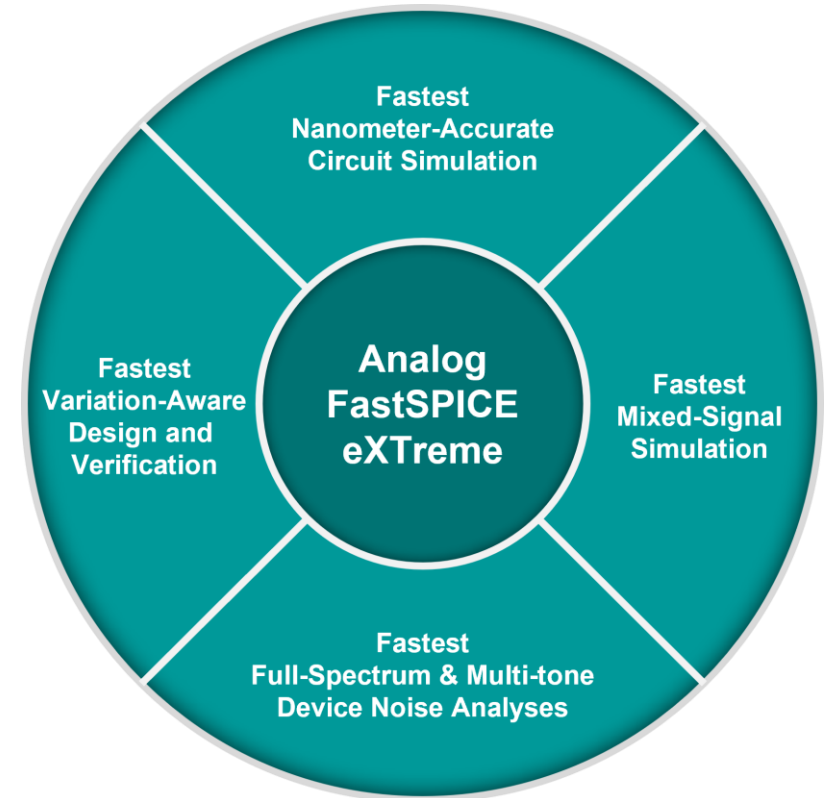 Fastest
Nanometer-Accurate
Circuit Simulation
Fastest
Variation-Aware
Design and
Verification
Analog
FastSPICE
eXTreme
Fastest
Mixed-Signal
Simulation
Fastest
Full-Spectrum & Multi-tone
Device Noise Analyses